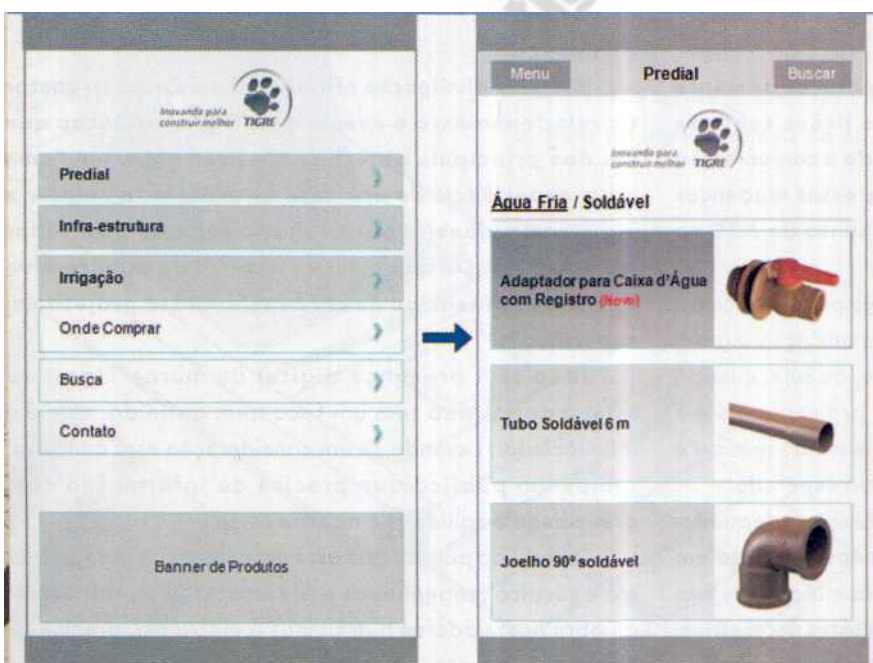 Inovando para
construir melhor
TIGRE
Predial
Infra-estrutura
Irrigação
Onde Comprar
Busca
Contato
Banner de Produtos
Menu
Predial
Buscar
Inovando para
construir melhor
TIGRE
Água Fria / Soldável
Adaptador para Caixa d'Água
com Registro (Novo)
Tubo Soldável 6 m
Joelho 90º soldável